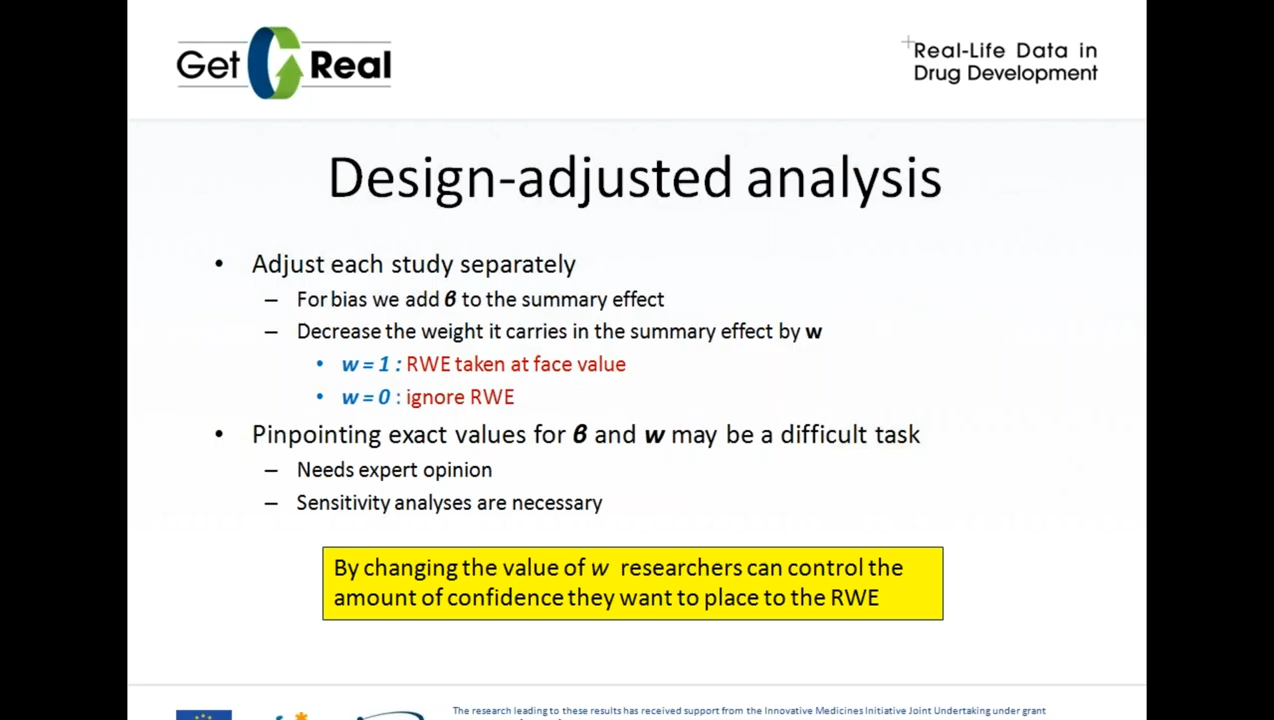 Get Real
Real-Life Data in
Drug Development
Design-adjusted analysis
• Adjust each study separately
– For bias we add β to the summary effect
– Decrease the weight it carries in the summary effect by w
• w = 1 : RWE taken at face value
• w = 0 : ignore RWE
• Pinpointing exact values for β and w may be a difficult task
– Needs expert opinion
– Sensitivity analyses are necessary
By changing the value of w researchers can control the
amount of confidence they want to place to the RWE
The research leading to these results has received support from the Innovative Medicines Initiative Joint Undertaking under grant